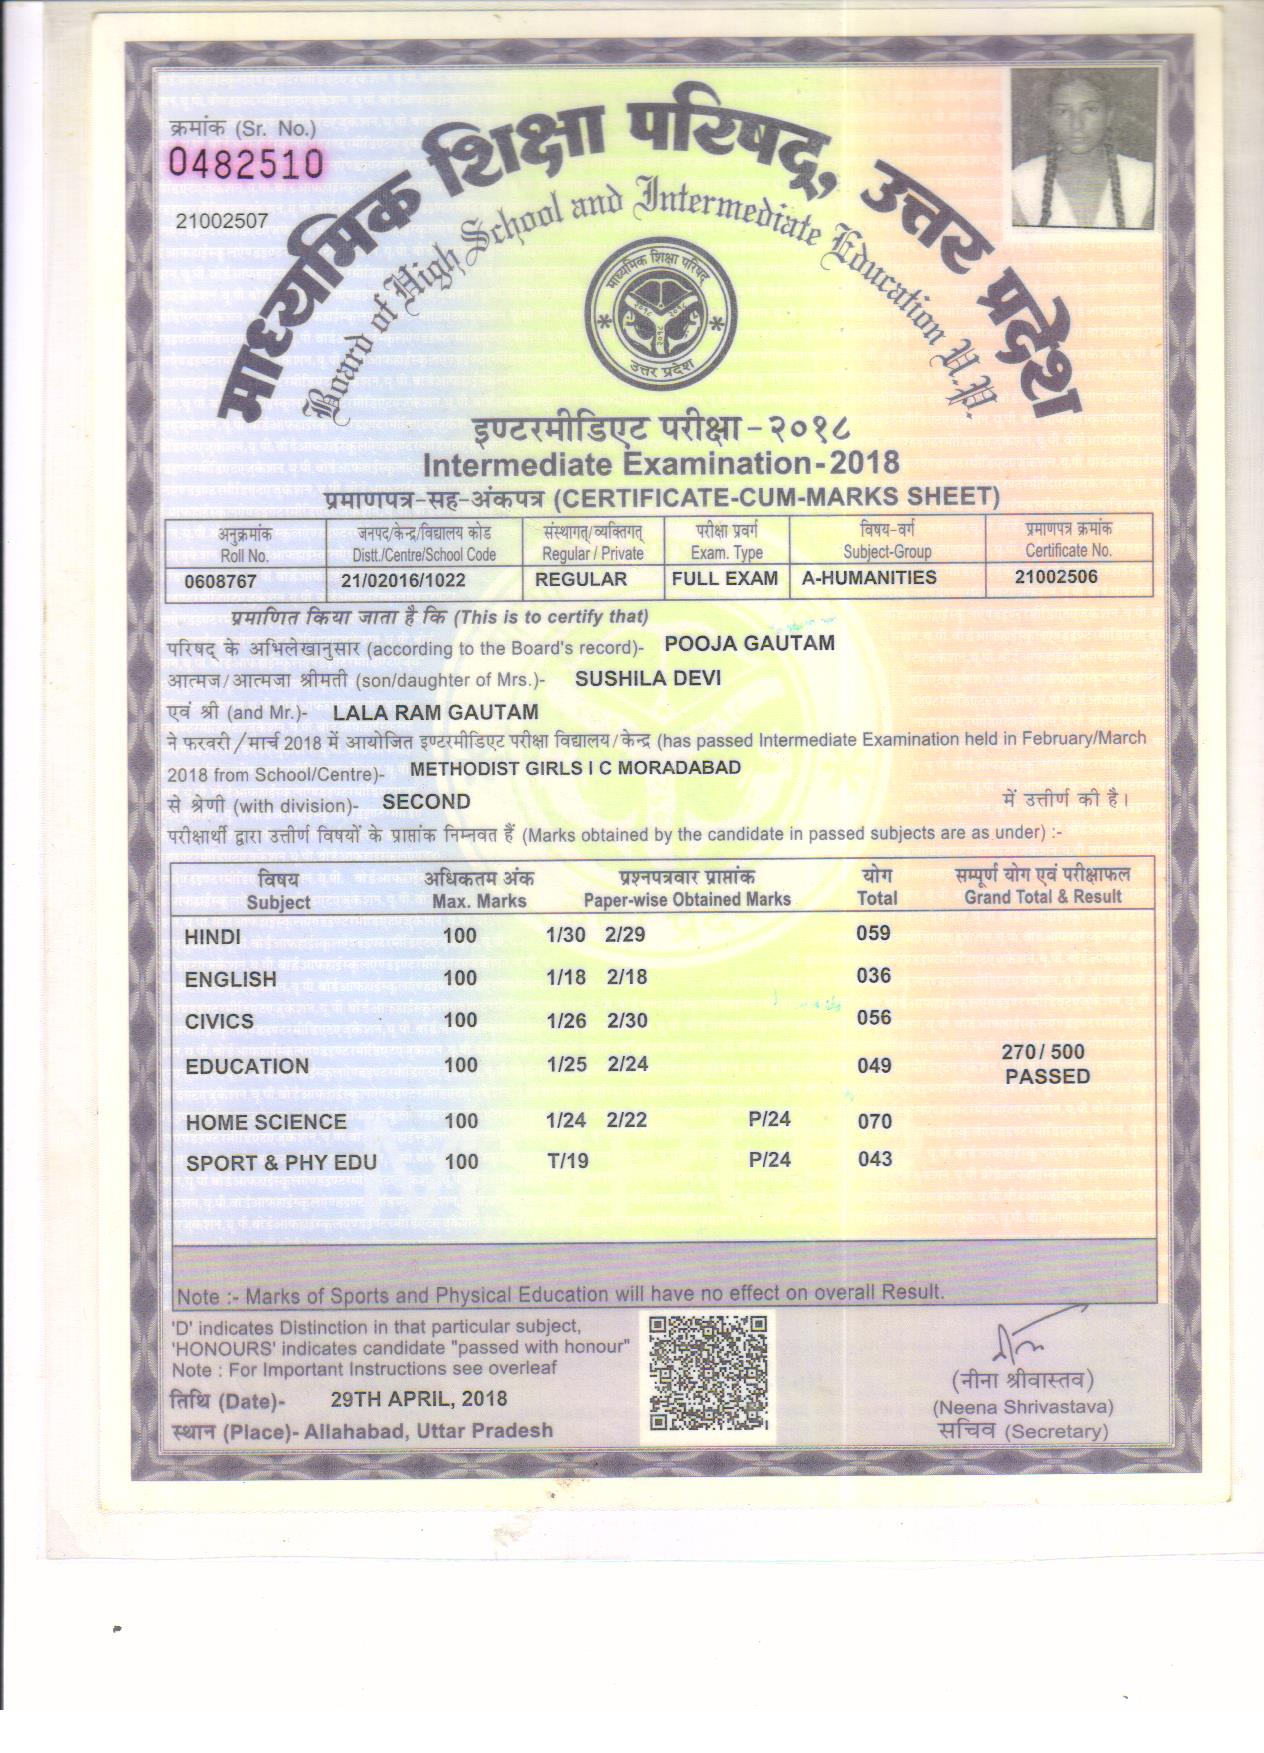 क्रमांक (Sr. No.)
0482510
21002507
माध्यमिक शिक्षा परिषद्, उत्तर प्रदेश
Board of High School and Intermediate Education U.P.
माध्यमिक शिक्षा परिषद्
उत्तर प्रदेश
इण्टरमीडिएट परीक्षा-२०१८
Intermediate Examination-2018
प्रमाणपत्र-सह-अंकपत्र (CERTIFICATE-CUM-MARKS SHEET)
अनुक्रमांक जनपद/केन्द्र/विद्यालय कोड संस्थागत्/व्यक्तिगत् परीक्षा प्रवर्ग विषय-वर्ग प्रमाणपत्र क्रमांक
Roll No. Distt./Centre/School Code Regular / Private Exam. Type Subject-Group Certificate No.
0608767 21/02016/1022 REGULAR FULL EXAM A-HUMANITIES 21002506
प्रमाणित किया जाता है कि (This is to certify that)
परिषद् के अभिलेखानुसार (according to the Board's record)- POOJA GAUTAM
आत्मज/आत्मजा श्रीमती (son/daughter of Mrs.)- SUSHILA DEVI
एवं श्री (and Mr.)- LALA RAM GAUTAM
ने फरवरी/मार्च 2018 में आयोजित इण्टरमीडिएट परीक्षा विद्यालय/केन्द्र (has passed Intermediate Examination held in February/March
2018 from School/Centre)- METHODIST GIRLS I C MORADABAD
से श्रेणी (with division)- SECOND में उत्तीर्ण की है।
परीक्षार्थी द्वारा उत्तीर्ण विषयों के प्राप्तांक निम्नवत हैं (Marks obtained by the candidate in passed subjects are as under) :-
विषय अधिकतम अंक प्रश्नपत्रवार प्राप्तांक योग सम्पूर्ण योग एवं परीक्षाफल
Subject Max. Marks Paper-wise Obtained Marks Total Grand Total & Result
HINDI 100 1/30 2/29 059
ENGLISH 100 1/18 2/18 036
CIVICS 100 1/26 2/30 056
EDUCATION 100 1/25 2/24 049 270/ 500
PASSED
HOME SCIENCE 100 1/24 2/22 P/24 070
SPORT & PHY EDU 100 T/19 P/24 043
Note :- Marks of Sports and Physical Education will have no effect on overall Result.
'D' indicates Distinction in that particular subject,
'HONOURS' indicates candidate "passed with honour"
Note : For Important Instructions see overleaf
तिथि (Date)- 29TH APRIL, 2018
स्थान (Place)- Allahabad, Uttar Pradesh
(नीना श्रीवास्तव)
(Neena Shrivastava)
सचिव (Secretary)